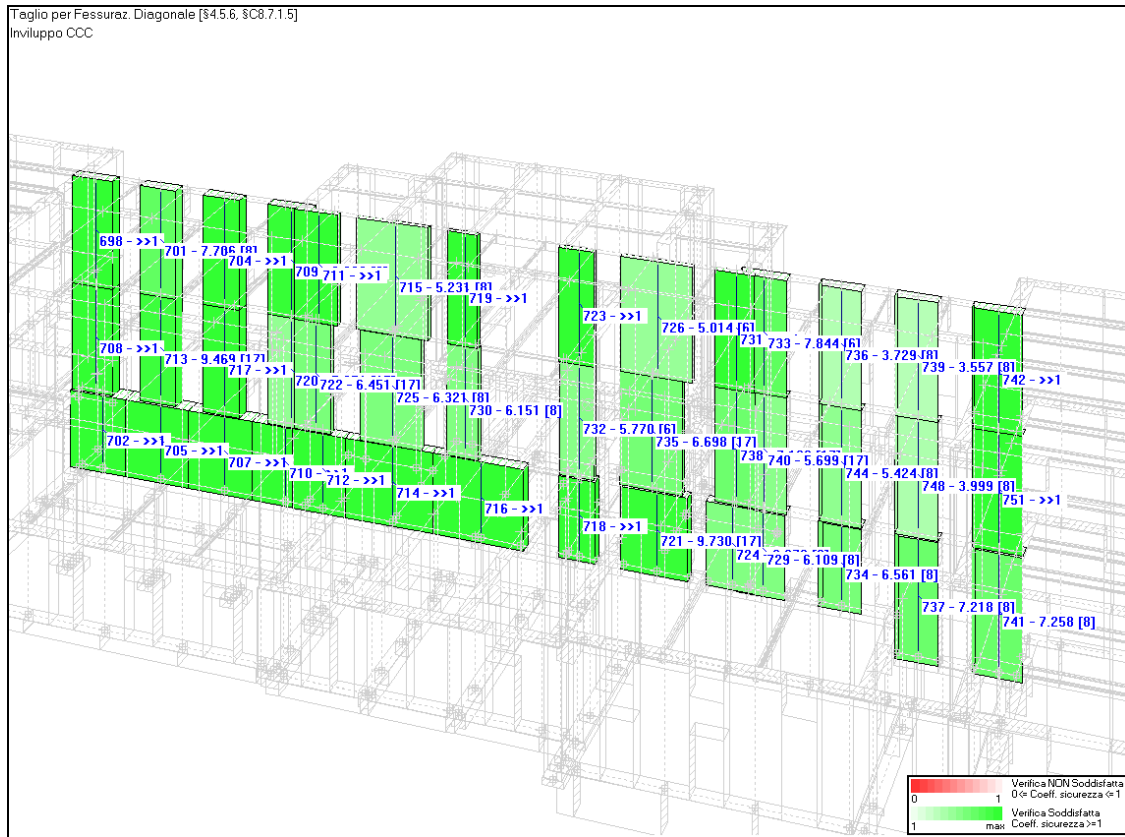 Taglio per Fessuraz. Diagonale [§4.5.6, §C8.7.1.5]
Inviluppo CCC
698 - >>1
701 - 7.706 [8]
704 - >>1
709
711 - >>1
715 - 5.231 [8]
719 - >>1
723 - >>1
726 - 5.014 [6]
731
733 - 7.844 [6]
736 - 3.729 [8]
739 - 3.557 [8]
742 - >>1
708 - >>1
713 - 9.469 [17]
717 - >>1
720
722 - 6.451 [17]
725 - 6.321 [8]
730 - 6.151 [8]
732 - 5.770 [6]
735 - 6.698 [17]
738
740 - 5.699 [17]
744 - 5.424 [8]
748 - 3.999 [8]
751 - >>1
702 - >>1
705 - >>1
707 - >>1
710 - >>1
712 - >>1
714 - >>1
716 - >>1
718 - >>1
721 - 9.730 [17]
724
729 - 6.109 [8]
734 - 6.561 [8]
737 - 7.218 [8]
741 - 7.258 [8]
Verifica NON Soddisfatta
0<= Coeff. sicurezza <=1
0 1
Verifica Soddisfatta
Coeff. sicurezza >=1
1 max